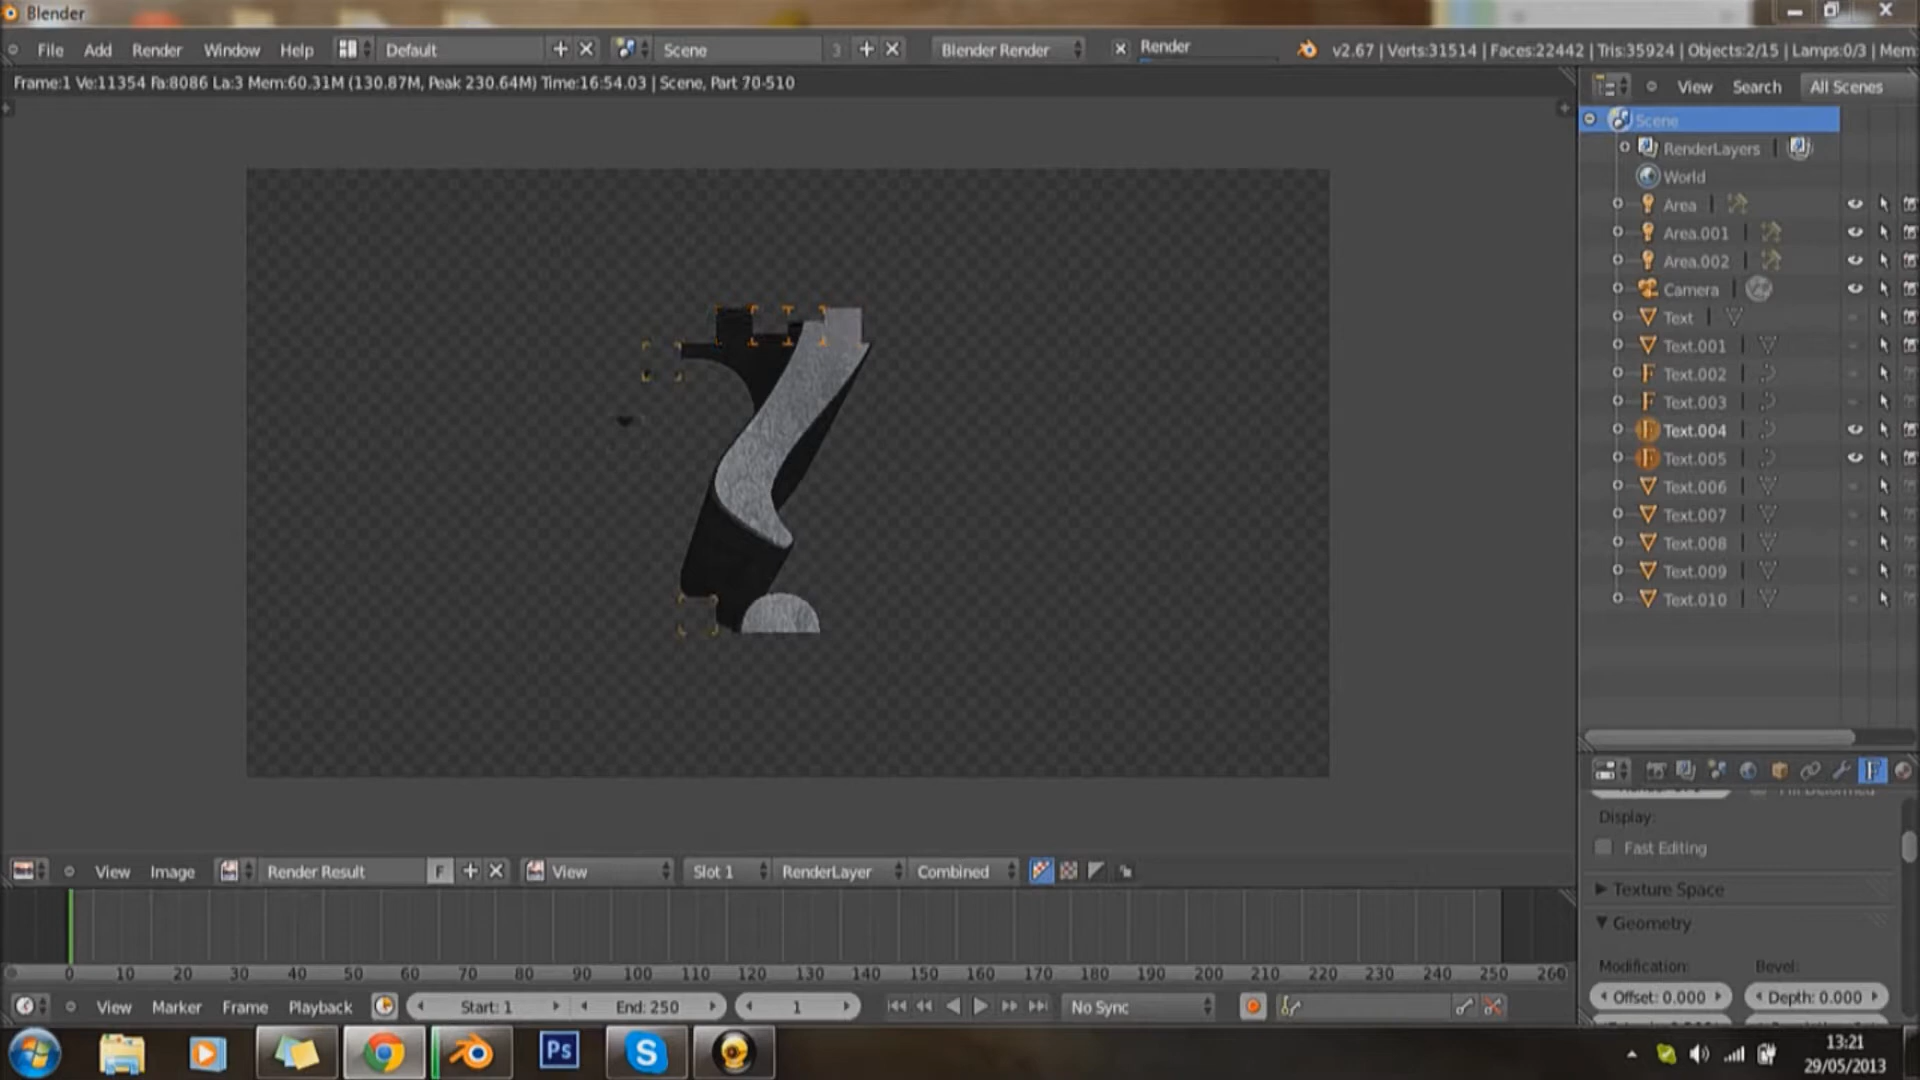 Blender
File Add Render Window Help Default Scene 3 Blender Render Render v2.67 | Verts:31514 | Faces:22442 | Tris:35924 | Objects:2/15 | Lamps:0/3 | Mem
Frame:1 Ve:11354 Fa:8086 La:3 Mem:60.31M (130.87M, Peak 230.64M) Time:16:54.03 | Scene, Part 70-510
View Search All Scenes
Scene
RenderLayers
World
Area
Area.001
Area.002
Camera
Text
Text.001
Text.002
Text.003
Text.004
Text.005
Text.006
Text.007
Text.008
Text.009
Text.010
Display:
Fast Editing
Texture Space
Geometry
Modification: Bevel:
Offset: 0.000 Depth: 0.000
View Image Render Result F View Slot 1 RenderLayer Combined
0 10 20 30 40 50 60 70 80 90 100 110 120 130 140 150 160 170 180 190 200 210 220 230 240 250 260
View Marker Frame Playback Start: 1 End: 250 1 No Sync
Ps
13:21
29/05/2013